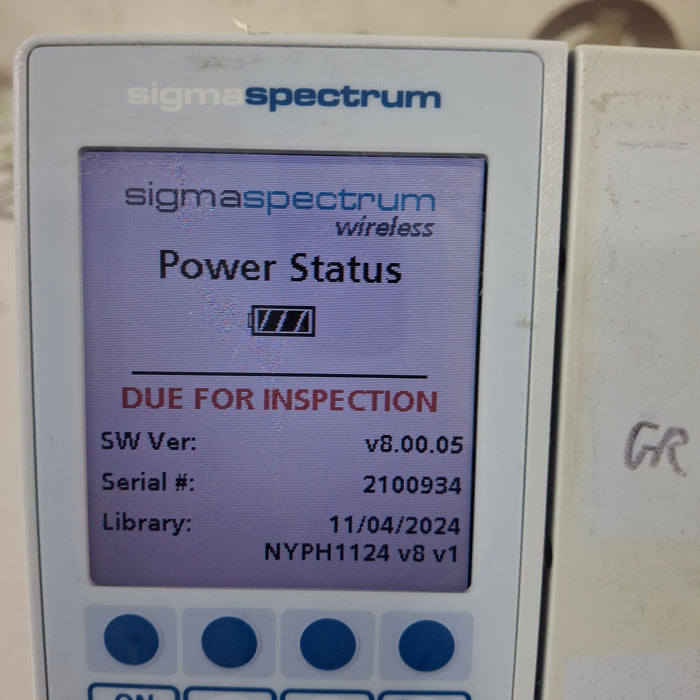 sigmaspectrum
sigmaspectrum
wireless
Power Status
DUE FOR INSPECTION
SW Ver: v8.00.05
Serial #: 2100934
Library: 11/04/2024
NYPH1124 v8 v1
GR
ON